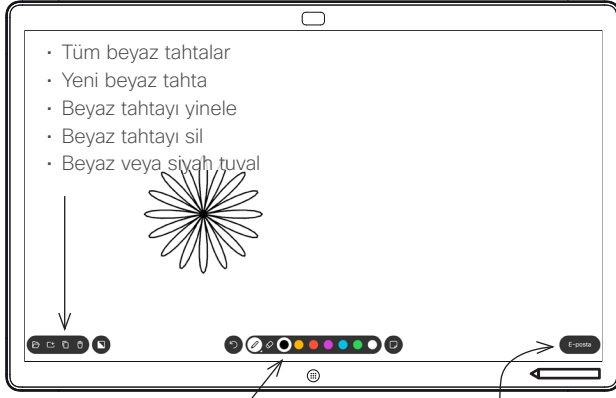 · Tüm beyaz tahtalar
· Yeni beyaz tahta
· Beyaz tahtayı yinele
· Beyaz tahtayı sil
· Beyaz veya siyah tuval
E-posta